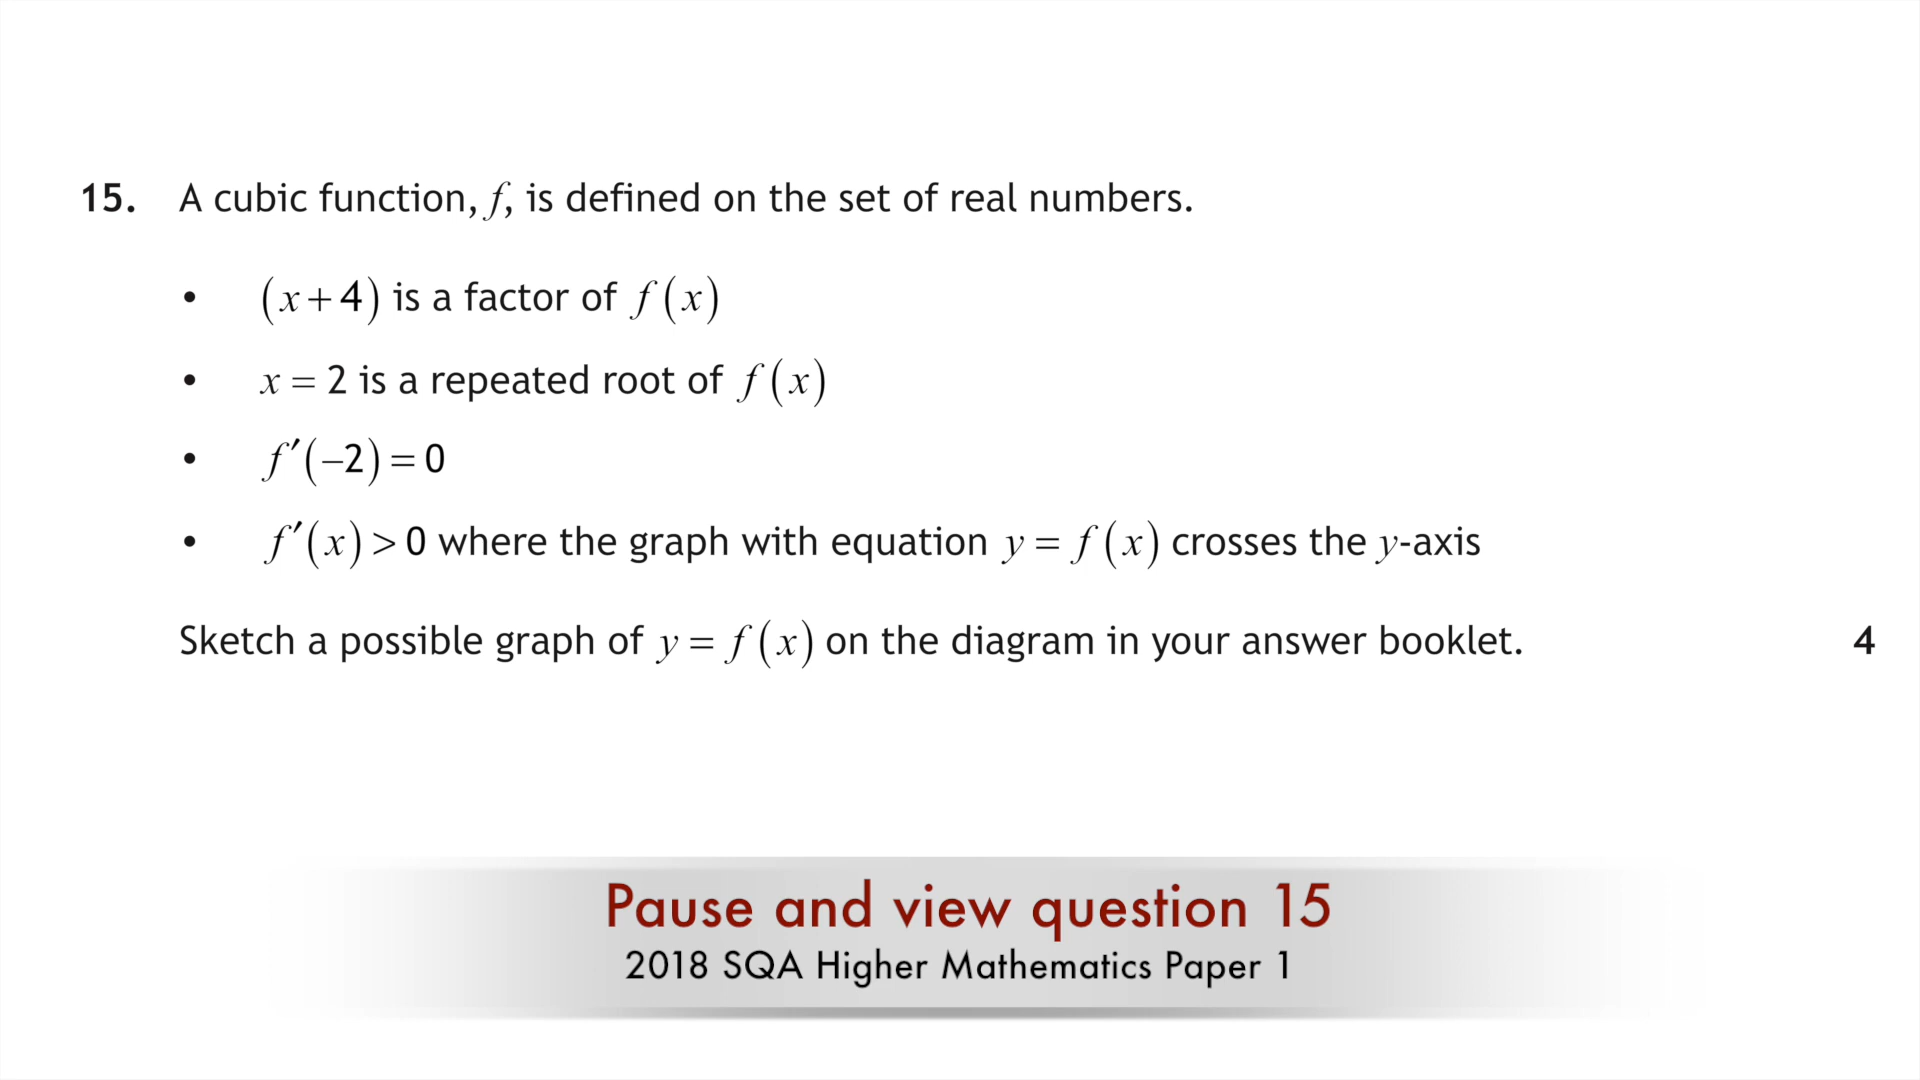 15. A cubic function, f, is defined on the set of real numbers.
• (x+4) is a factor of f(x)
• x = 2 is a repeated root of f(x)
• f′(−2) = 0
• f′(x) > 0 where the graph with equation y = f(x) crosses the y-axis
Sketch a possible graph of y = f(x) on the diagram in your answer booklet. 4
Pause and view question 15
2018 SQA Higher Mathematics Paper 1